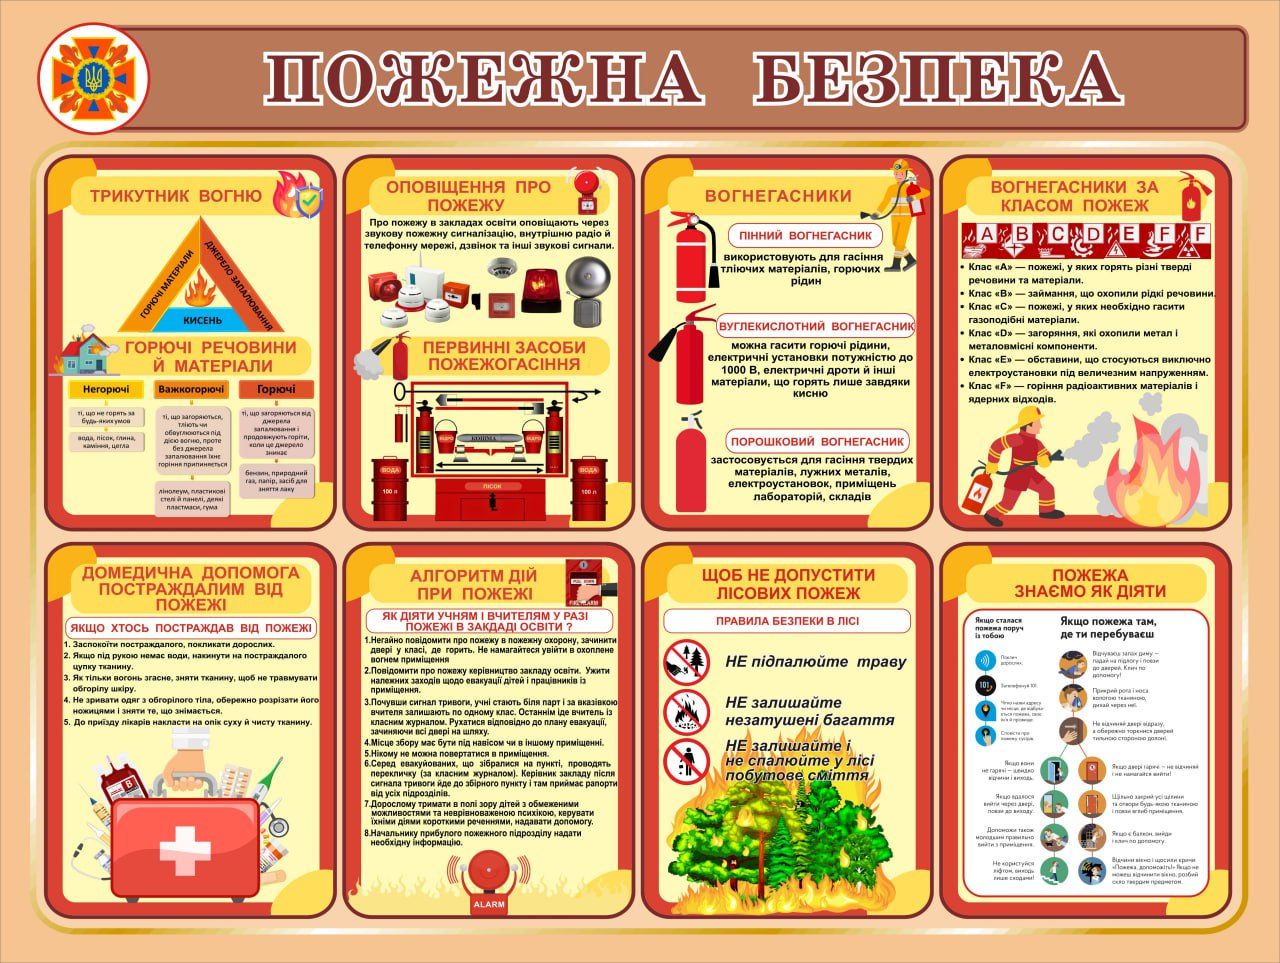 ПОЖЕЖНА БЕЗПЕКА
ТРИКУТНИК ВОГНЮ
ГОРЮЧІ МАТЕРІАЛИ
ДЖЕРЕЛО ЗАПАЛЮВАННЯ
КИСЕНЬ
ГОРЮЧІ РЕЧОВИНИ
Й МАТЕРІАЛИ
Негорючі
ті, що не горять за
будь-яких умов
вода, пісок, глина,
каміння, цегла
Важкогорючі
ті, що загоряються,
тліють чи
обвуглюються під
дією вогню, проте
без джерела
запалювання їхнє
горіння припиняється
лінолеум, пластикові
стелі й панелі, деякі
пластмаси, гума
Горючі
ті, що загоряються від
джерела
запалювання і
продовжують горіти,
коли це джерело
зникає
бензин, природний
газ, папір, засіб для
зняття лаку
ОПОВІЩЕННЯ ПРО
ПОЖЕЖУ
Про пожежу в закладах освіти оповіщають через
звукову пожежну сигналізацію, внутрішню радіо й
телефонну мережі, дзвінок та інші звукові сигнали.
ПЕРВИННІ ЗАСОБИ
ПОЖЕЖОГАСІННЯ
КОШМА
ВОДА
100 л
ПІСОК
ВОДА
100 л
ВОГНЕГАСНИКИ
ПІННИЙ ВОГНЕГАСНИК
використовують для гасіння
тліючих матеріалів, горючих
рідин
ВУГЛЕКИСЛОТНИЙ ВОГНЕГАСНИК
можна гасити горючі рідини,
електричні установки потужністю до
1000 В, електричні дроти й інші
матеріали, що горять лише завдяки
кисню
ПОРОШКОВИЙ ВОГНЕГАСНИК
застосовується для гасіння твердих
матеріалів, лужних металів,
електроустановок, приміщень
лабораторій, складів
ВОГНЕГАСНИКИ ЗА
КЛАСОМ ПОЖЕЖ
A B C D E F F
• Клас «А» — пожежі, у яких горять різні тверді
речовини та матеріали.
• Клас «В» — займання, що охопили рідкі речовини.
• Клас «С» — пожежі, у яких необхідно гасити
газоподібні матеріали.
• Клас «D» — загоряння, які охопили метал і
металовмісні компоненти.
• Клас «Е» — обставини, що стосуються виключно
електроустановки під величезним напруженням.
• Клас «F» — горіння радіоактивних матеріалів і
ядерних відходів.
ДОМЕДИЧНА ДОПОМОГА
ПОСТРАЖДАЛИМ ВІД
ПОЖЕЖІ
ЯКЩО ХТОСЬ ПОСТРАЖДАВ ВІД ПОЖЕЖІ
1. Заспокоїти постраждалого, покликати дорослих.
2. Якщо під рукою немає води, накинути на постраждалого
цупку тканину.
3. Як тільки вогонь згасне, зняти тканину, щоб не травмувати
обгорілу шкіру.
4. Не зривати одяг з обгорілого тіла, обережно розрізати його
ножицями і зняти те, що знімається.
5. До приїзду лікарів накласти на опік суху й чисту тканину.
АЛГОРИТМ ДІЙ
ПРИ ПОЖЕЖІ
PULL DOWN
FIRE ALARM
ЯК ДІЯТИ УЧНЯМ І ВЧИТЕЛЯМ У РАЗІ
ПОЖЕЖІ В ЗАКДАДІ ОСВІТИ ?
1.Негайно повідомити про пожежу в пожежну охорону, зачинити
двері у класі, де горить. Не намагайтеся увійти в охоплене
вогнем приміщення
2.Повідомити про пожежу керівництво закладу освіти. Ужити
належних заходів щодо евакуації дітей і працівників із
приміщення.
3.Почувши сигнал тривоги, учні стають біля парт і за вказівкою
вчителя залишають по одному клас. Останнім іде вчитель із
класним журналом. Рухатися відповідно до плану евакуації,
зачиняючи всі двері на шляху.
4.Місце збору має бути під навісом чи в іншому приміщенні.
5.Нікому не можна повертатися в приміщення.
6.Серед евакуйованих, що зібралися на пункті, проводять
перекличку (за класним журналом). Керівник закладу після
сигнала тривоги йде до збірного пункту і там приймає рапорти
від усіх підрозділів.
7.Дорослому тримати в полі зору дітей з обмеженими
можливостями та неврівноваженою психікою, керувати
їхніми діями короткими реченнями, надавати допомогу.
8.Начальнику прибулого пожежного підрозділу надати
необхідну інформацію.
ALARM
ЩОБ НЕ ДОПУСТИТИ
ЛІСОВИХ ПОЖЕЖ
ПРАВИЛА БЕЗПЕКИ В ЛІСІ
НЕ підпалюйте траву
НЕ залишайте
незатушені багаття
НЕ залишайте і
не спалюйте у лісі
побутове сміття
ПОЖЕЖА
ЗНАЄМО ЯК ДІЯТИ
Якщо сталася
пожежа поруч
із тобою
Поклич
дорослих.
101
Зателефонуй 101.
Чітко назви адресу
Сповісти про
пожежу сусідів.
Якщо пожежа там,
де ти перебуваєш
Відчуваєш запах диму –
падай на підлогу і повзи
до дверей. Клич по
допомогу!
Прикрий рота і носа
вологою тканиною,
дихай через неї.
Не відчиняй двері відразу,
а обережно торкнися дверей
тильною стороною долоні.
Якщо вони
не гарячі – швидко
відчини і виходь.
Якщо двері гарячі – не відчиняй
і не намагайся вийти!
Якщо вдалося
вийти через двері,
повзи до виходу.
Щільно закрий усі щілини
та отвори будь-якою тканиною
і повзи вглиб приміщення.
Допоможи також
молодшим правильно
вийти з приміщення.
Якщо є балкон, вийди
і клич по допомогу.
Не користуйся
ліфтом, виходь
лише сходами!
Відчини вікно і щосили кричи
«Пожежа, допоможіть!» Якщо не
можеш відчинити вікно, розбий
скло твердим предметом.